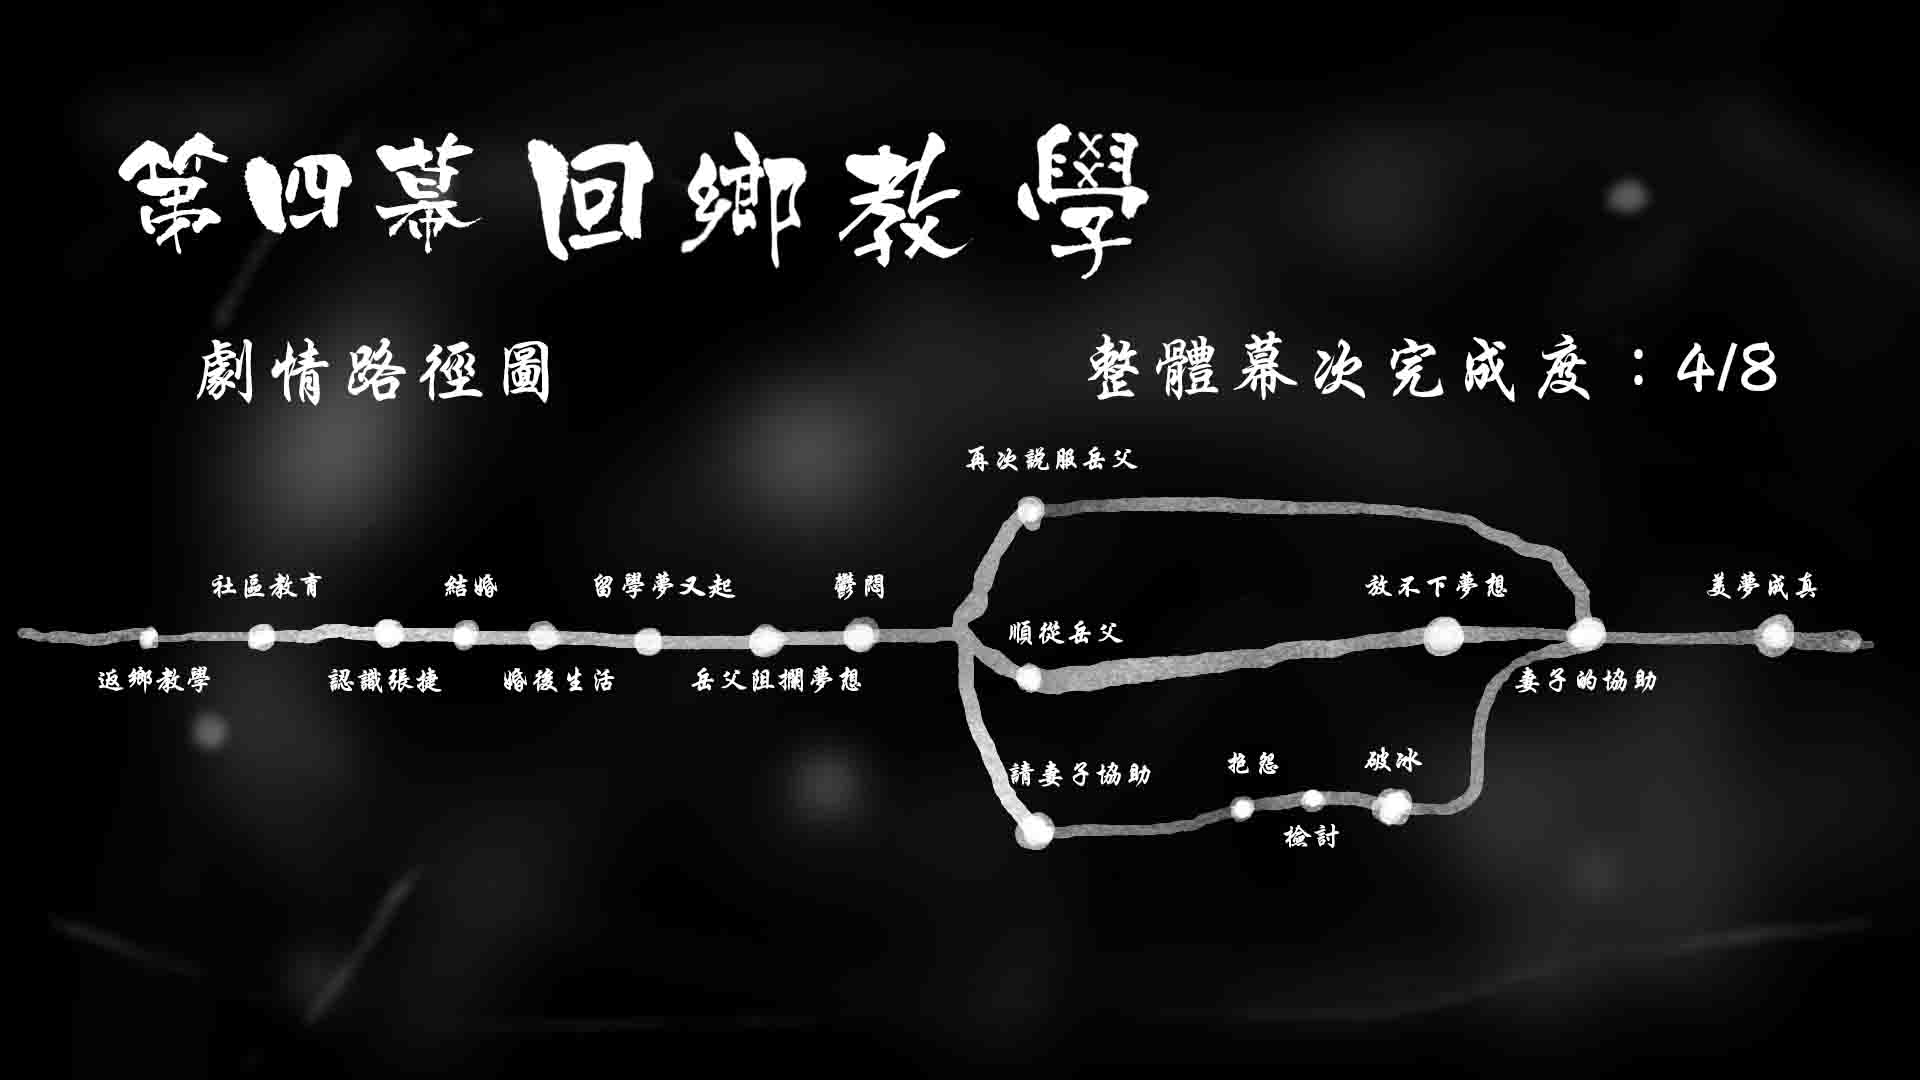 第四幕 回鄉教學
劇情路徑圖
整體幕次完成度：4/8
再次說服岳父
社區教育
結婚
留學夢又起
鬱悶
放不下夢想
美夢成真
順從岳父
返鄉教學
認識張捷
婚後生活
岳父阻攔夢想
妻子的協助
請妻子協助
抱怨
破冰
檢討